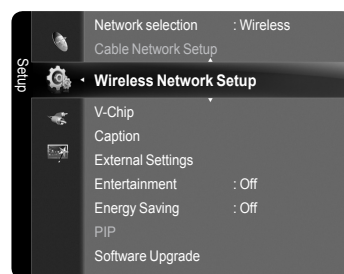 Setup
Network selection : Wireless
Cable Network Setup
Wireless Network Setup
V-Chip
Caption
External Settings
Entertainment : Off
Energy Saving : Off
PIP
Software Upgrade